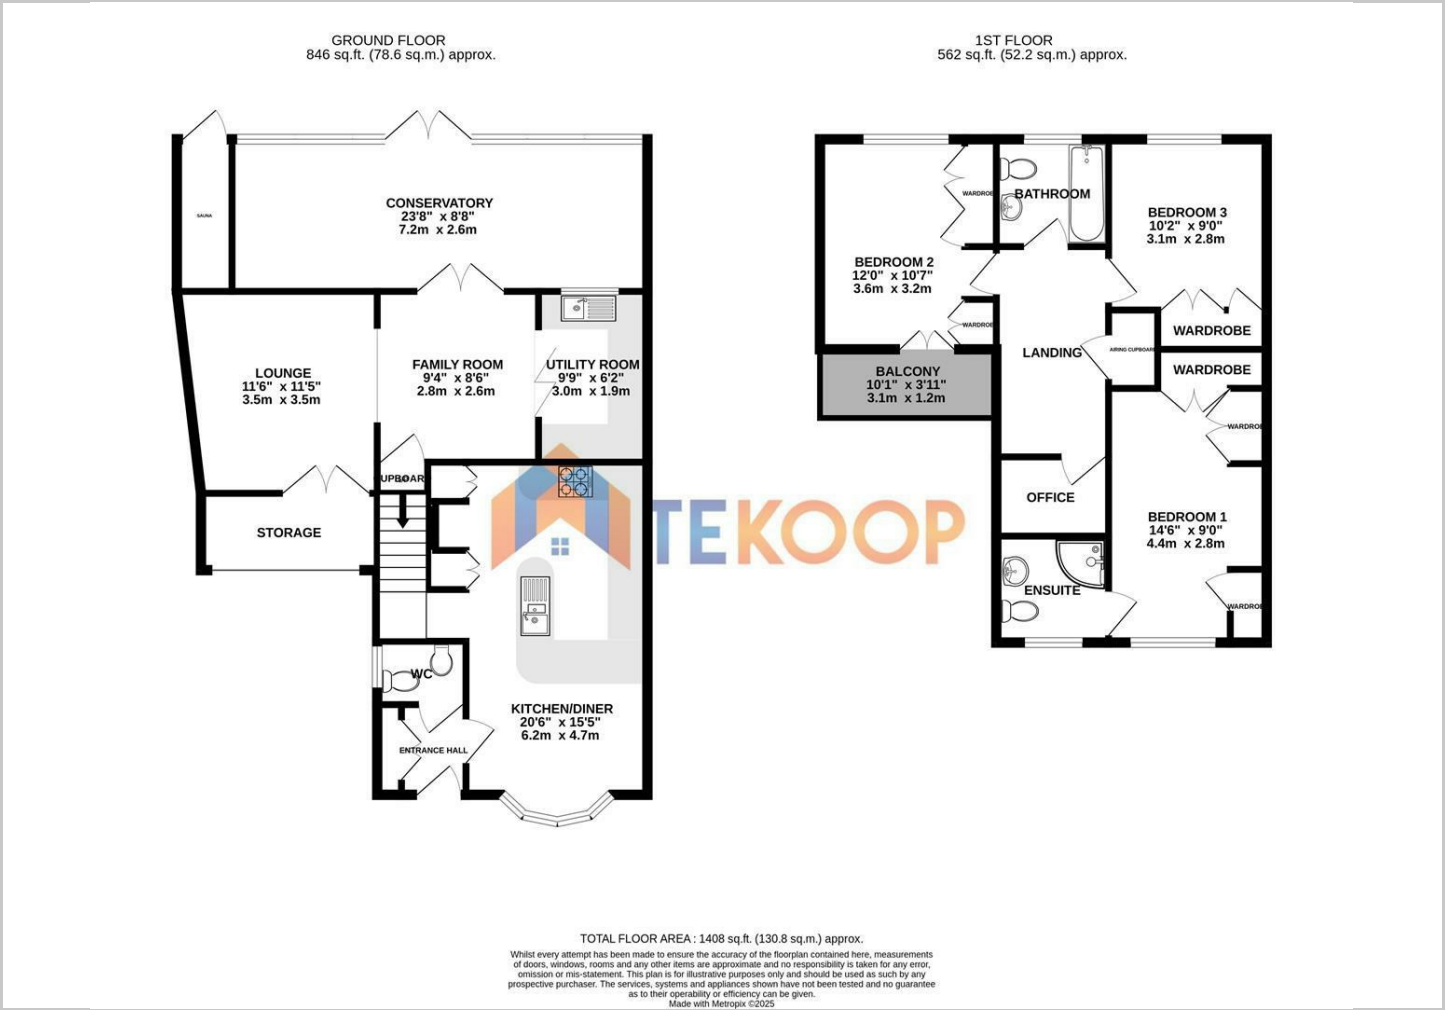 GROUND FLOOR
846 sq.ft. (78.6 sq.m.) approx.
1ST FLOOR
562 sq.ft. (52.2 sq.m.) approx.
SAUNA
CONSERVATORY
23'8" x 8'8"
7.2m x 2.6m
LOUNGE
11'6" x 11'5"
3.5m x 3.5m
FAMILY ROOM
9'4" x 8'6"
2.8m x 2.6m
UTILITY ROOM
9'9" x 6'2"
3.0m x 1.9m
UPBOAR
STORAGE
WC
KITCHEN/DINER
20'6" x 15'5"
6.2m x 4.7m
ENTRANCE HALL
TEKOOP
WARDROBE
BATHROOM
BEDROOM 3
10'2" x 9'0"
3.1m x 2.8m
BEDROOM 2
12'0" x 10'7"
3.6m x 3.2m
WARDROBE
WARDROBE
LANDING
AIRING CUPBOARD
WARDROBE
BALCONY
10'1" x 3'11"
3.1m x 1.2m
WARDROB
OFFICE
BEDROOM 1
14'6" x 9'0"
4.4m x 2.8m
ENSUITE
WARDROB
TOTAL FLOOR AREA : 1408 sq.ft. (130.8 sq.m.) approx.
Whilst every attempt has been made to ensure the accuracy of the floorplan contained here, measurements
of doors, windows, rooms and any other items are approximate and no responsibility is taken for any error,
omission or mis-statement. This plan is for illustrative purposes only and should be used as such by any
prospective purchaser. The services, systems and appliances shown have not been tested and no guarantee
as to their operability or efficiency can be given.
Made with Metropix ©2025